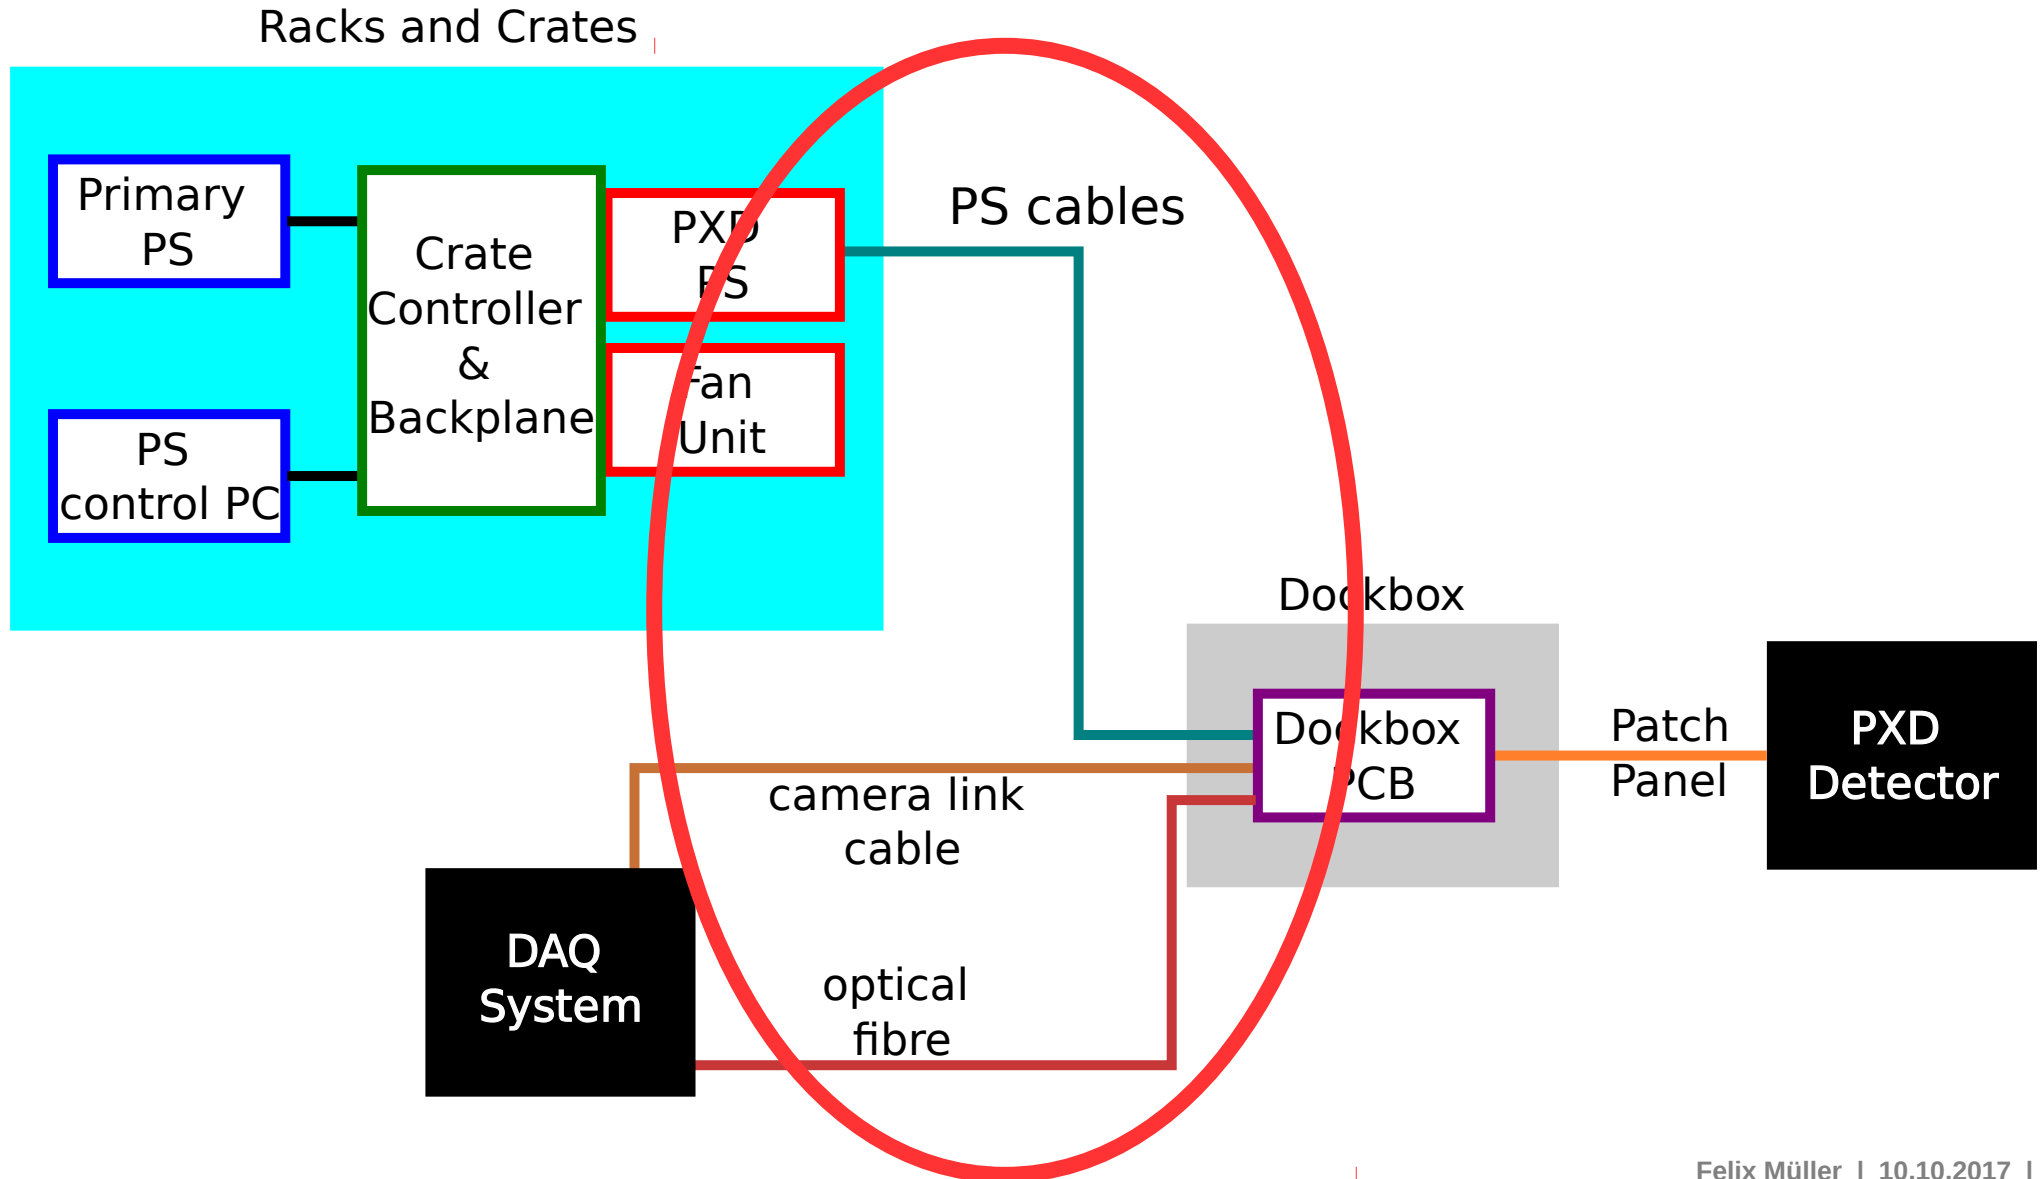 Racks and Crates
Primary
PS
PS
control PC
Crate
Controller
&
Backplane
PXD
PS
Fan
Unit
PS cables
Dockbox
Dockbox
PCB
Patch
Panel
PXD
Detector
camera link
cable
DAQ
System
optical
fibre
Felix Müller | 10.10.2017 |